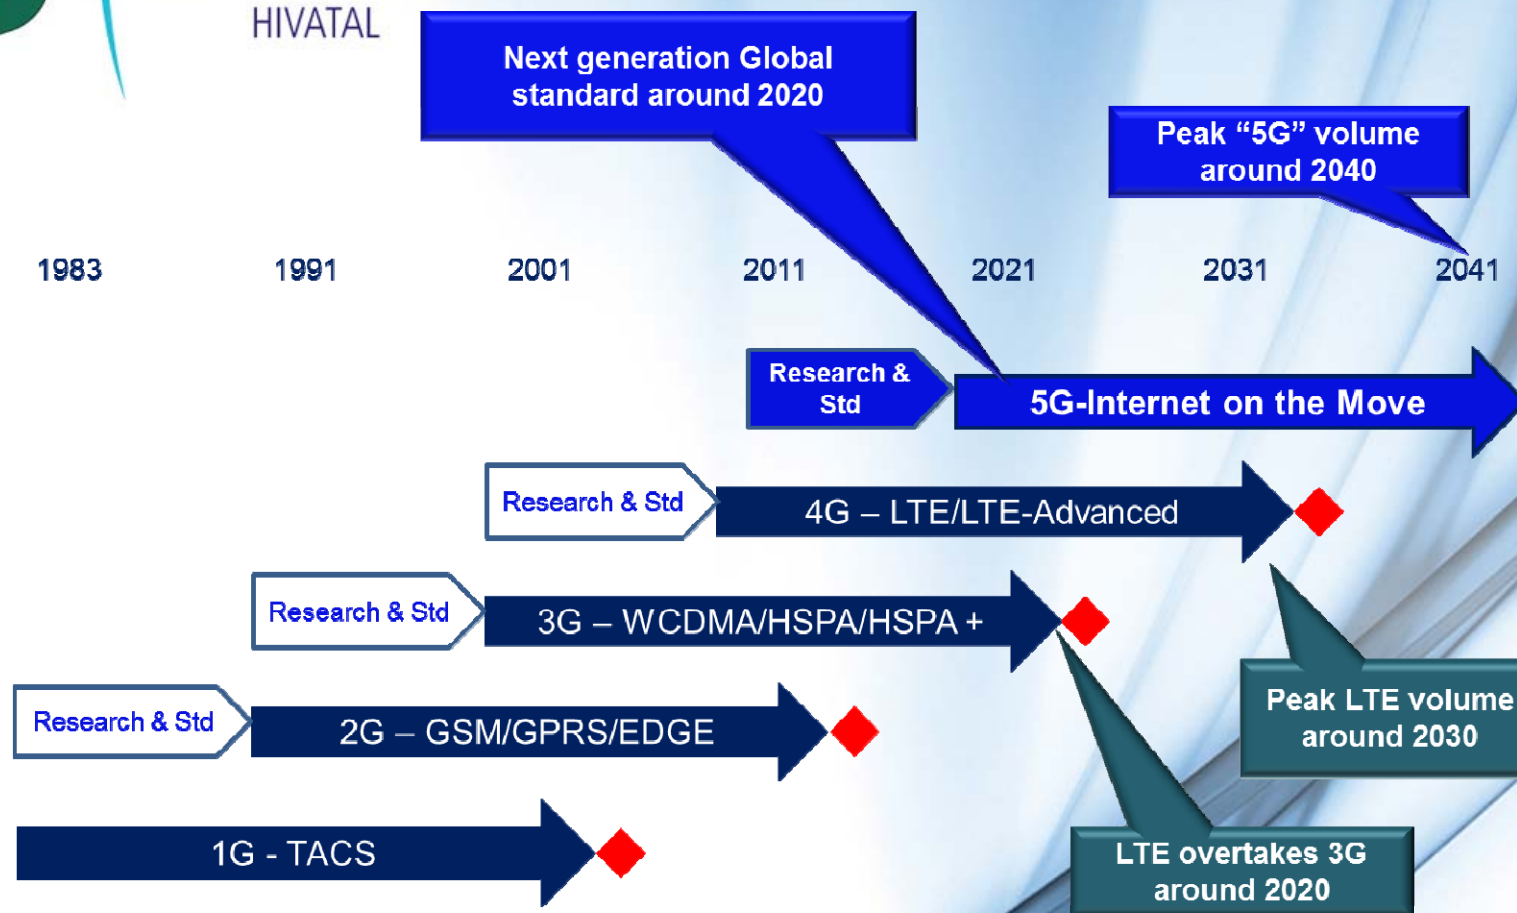 HIVATAL
Next generation Global
standard around 2020
Peak “5G” volume
around 2040
1983 1991 2001 2011 2021 2031 2041
Research &
Std
5G-Internet on the Move
Research & Std
4G – LTE/LTE-Advanced
Research & Std
3G – WCDMA/HSPA/HSPA +
Research & Std
2G – GSM/GPRS/EDGE
Peak LTE volume
around 2030
1G - TACS
LTE overtakes 3G
around 2020